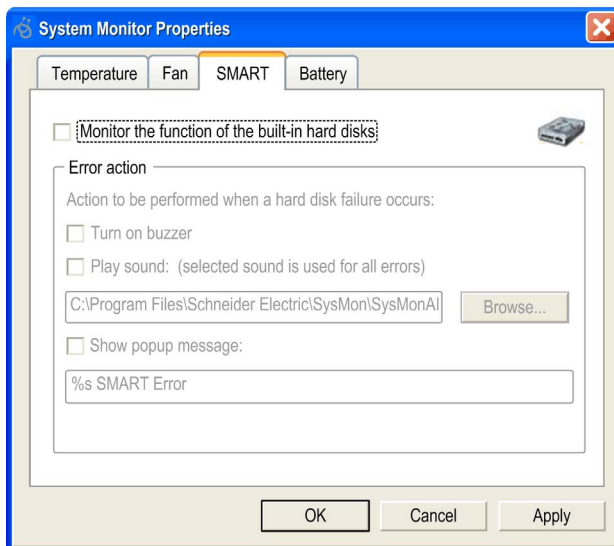 System Monitor Properties
Temperature
Fan
SMART
Battery
Monitor the function of the built-in hard disks
Error action
Action to be performed when a hard disk failure occurs:
Turn on buzzer
Play sound: (selected sound is used for all errors)
C:\Program Files\Schneider Electric\SysMon\SysMonAl
Browse...
Show popup message:
%s SMART Error
OK
Cancel
Apply